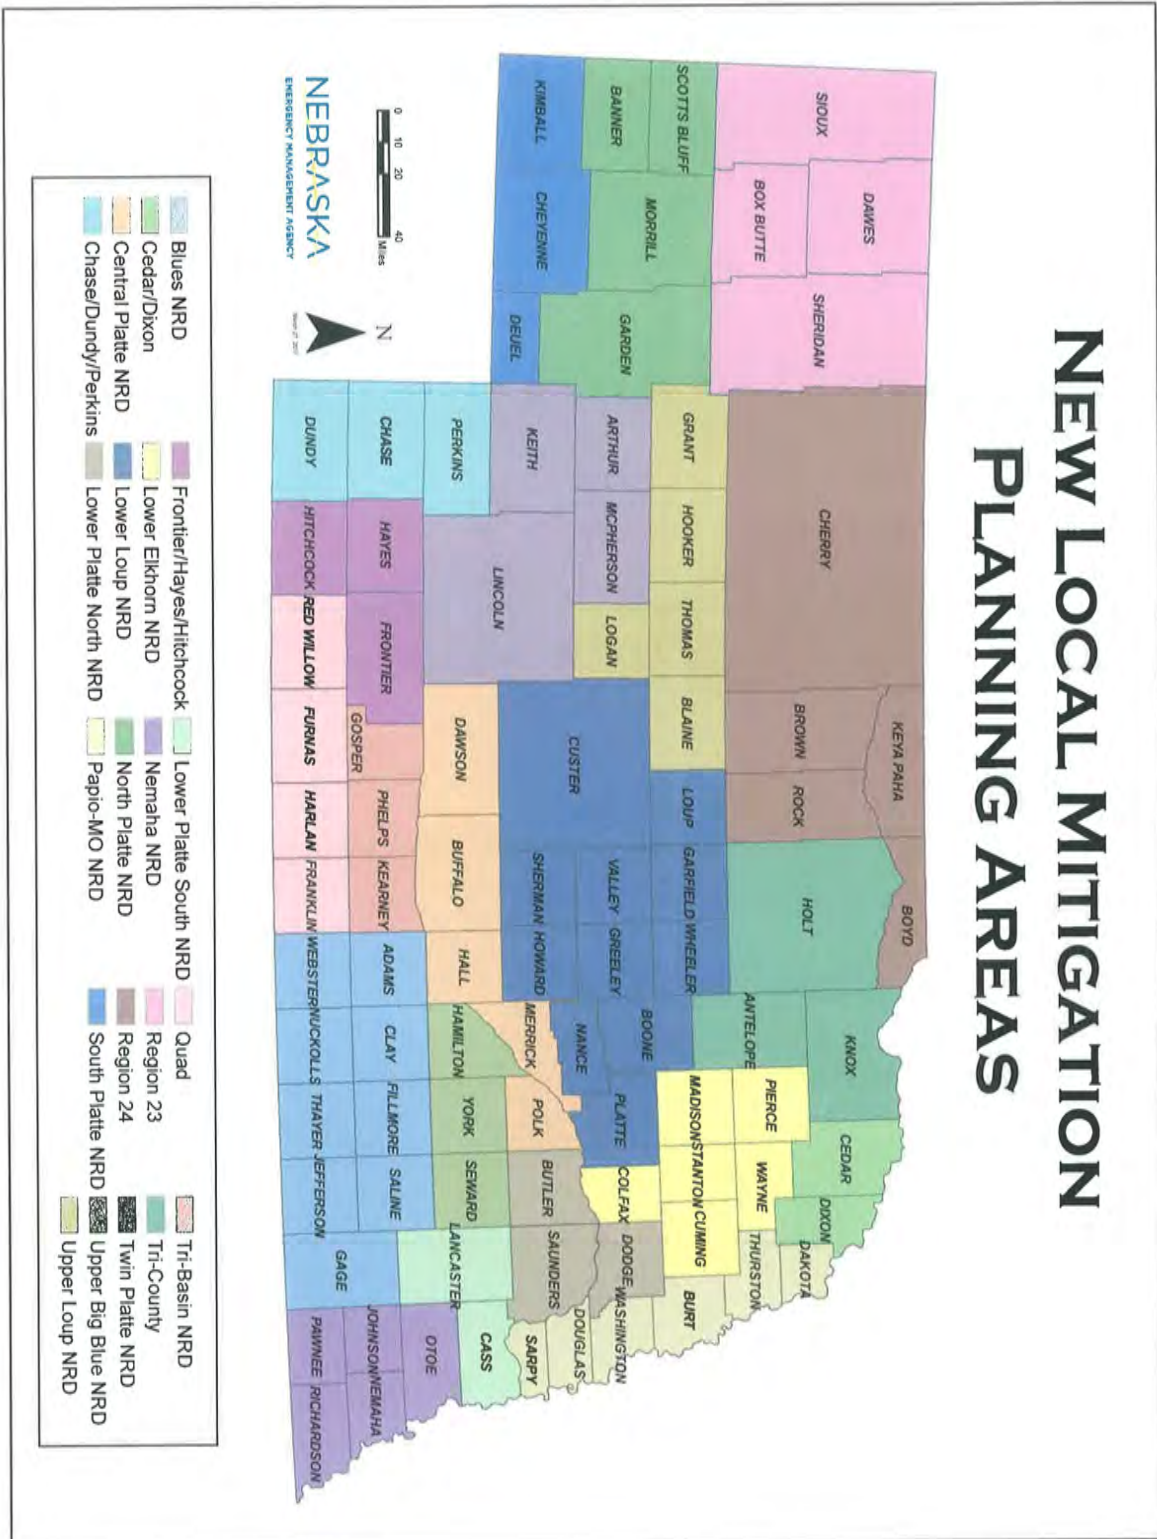 NEW LOCAL MITIGATION
PLANNING AREAS
SIOUX
DAWES
BOX BUTTE
SHERIDAN
SCOTTS BLUFF
BANNER
MORRILL
GARDEN
KIMBALL
CHEYENNE
DEUEL
CHERRY
KEYA PAHA
BROWN
ROCK
BOYD
HOLT
KNOX
ANTELOPE
CEDAR
DIXON
DAKOTA
PIERCE
WAYNE
THURSTON
GRANT
HOOKER
THOMAS
BLAINE
LOUP
GARFIELD
WHEELER
BOONE
MADISON
STANTON
CUMING
BURT
ARTHUR
MCPHERSON
LOGAN
CUSTER
VALLEY
GREELEY
NANCE
PLATTE
COLFAX
DODGE
WASHINGTON
KEITH
LINCOLN
SHERMAN
HOWARD
MERRICK
POLK
BUTLER
SAUNDERS
DOUGLAS
SARPY
PERKINS
DAWSON
BUFFALO
HALL
HAMILTON
YORK
SEWARD
LANCASTER
CASS
CHASE
HAYES
FRONTIER
GOSPER
PHELPS
KEARNEY
ADAMS
CLAY
FILLMORE
SALINE
OTOE
DUNDY
HITCHCOCK
RED WILLOW
FURNAS
HARLAN
FRANKLIN
WEBSTER
NUCKOLLS
THAYER
JEFFERSON
GAGE
JOHNSON
NEMAHA
PAWNEE
RICHARDSON
0 10 20 40
Miles
N
NEBRASKA
EMERGENCY MANAGEMENT AGENCY
Blues NRD
Cedar/Dixon
Central Platte NRD
Chase/Dundy/Perkins
Frontier/Hayes/Hitchcock
Lower Elkhorn NRD
Lower Loup NRD
Lower Platte North NRD
Lower Platte South NRD
Nemaha NRD
North Platte NRD
Papio-MO NRD
Quad
Region 23
Region 24
South Platte NRD
Tri-Basin NRD
Tri-County
Twin Platte NRD
Upper Big Blue NRD
Upper Loup NRD